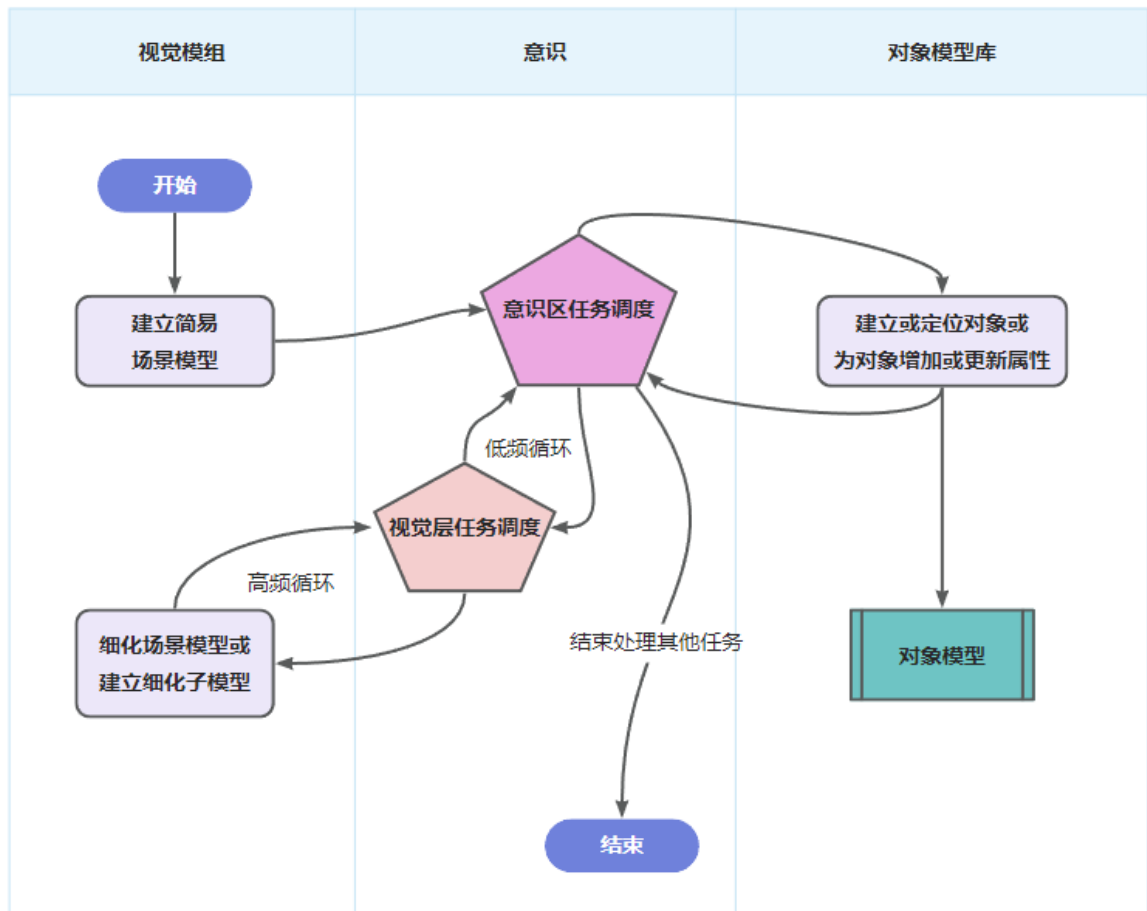 视觉模组
意识
对象模型库
开始
建立简易
场景模型
意识区任务调度
建立或定位对象或
为对象增加或更新属性
低频循环
视觉层任务调度
高频循环
细化场景模型或
建立细化子模型
结束处理其他任务
对象模型
结束